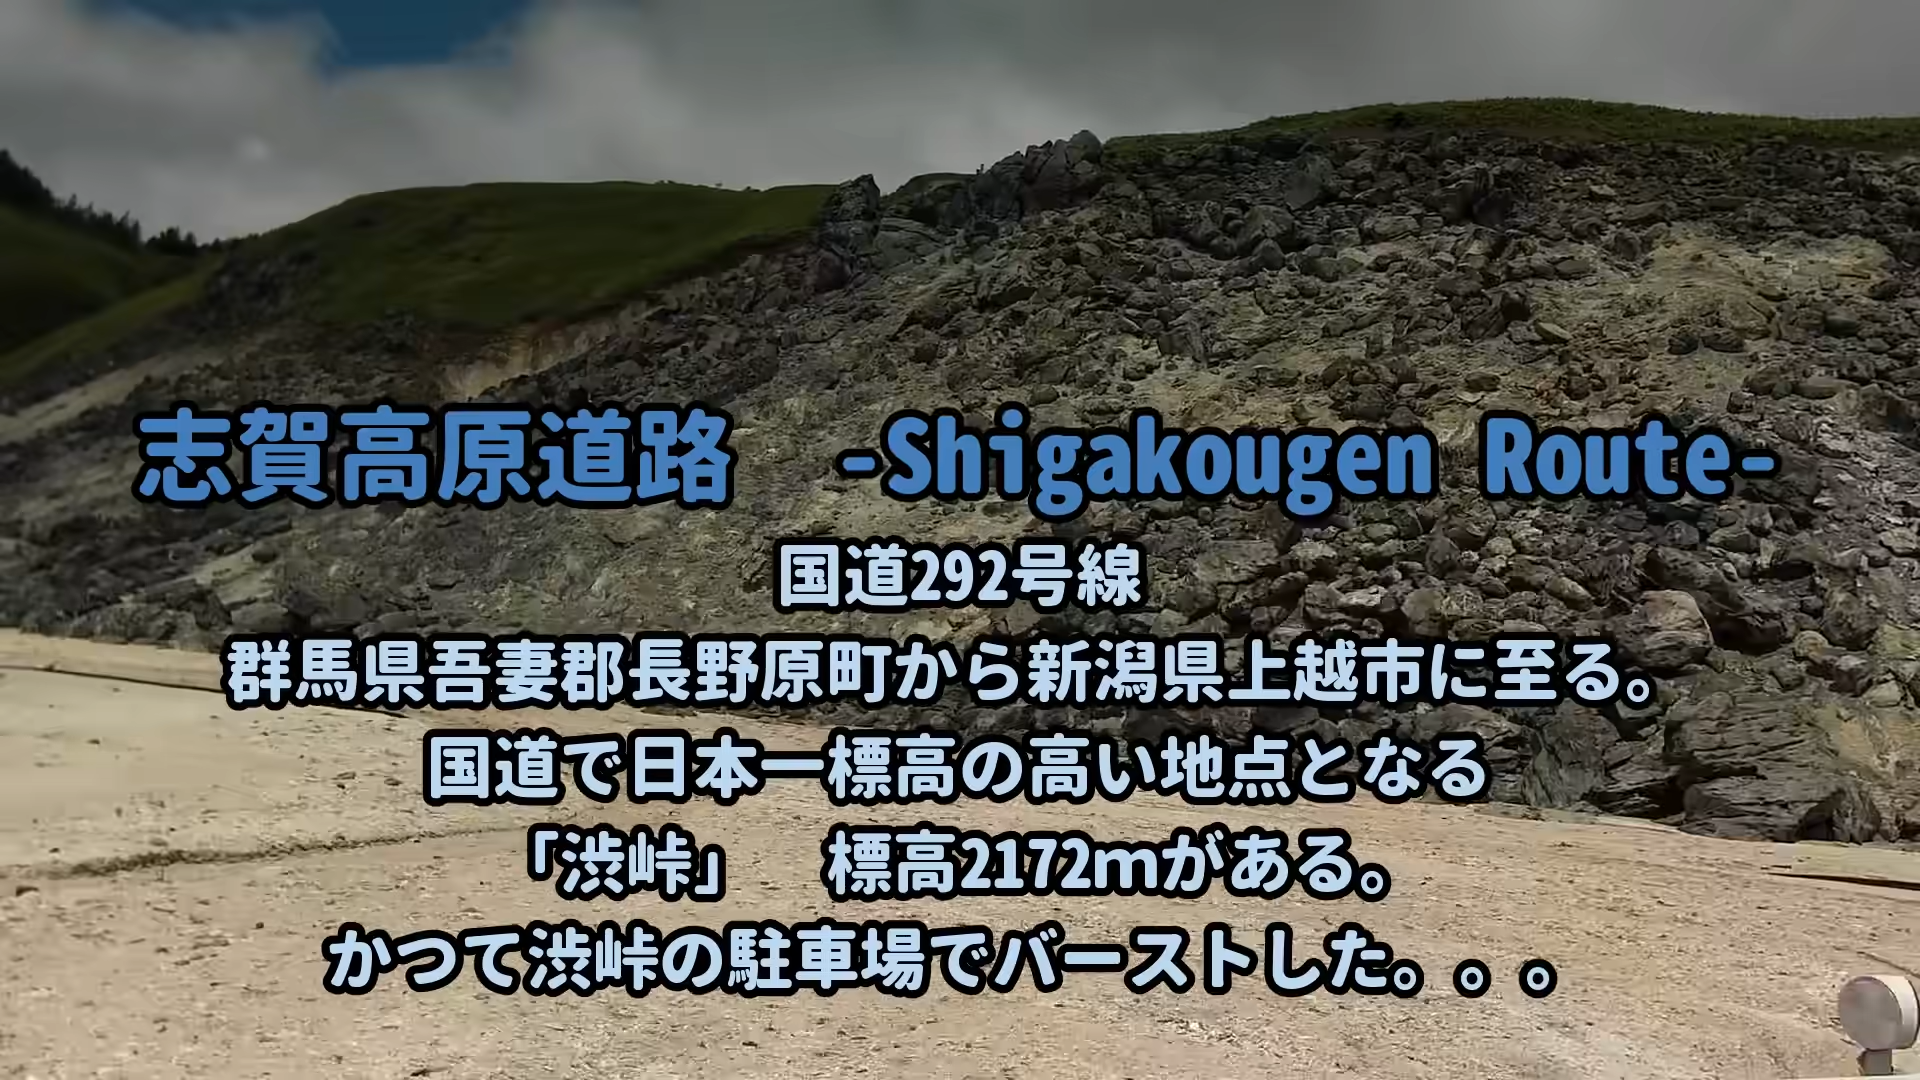 志賀高原道路　-Shigakougen Route-
国道292号線
群馬県吾妻郡長野原町から新潟県上越市に至る。
国道で日本一標高の高い地点となる
「渋峠」　標高2172mがある。
かつて渋峠の駐車場でバーストした。。。